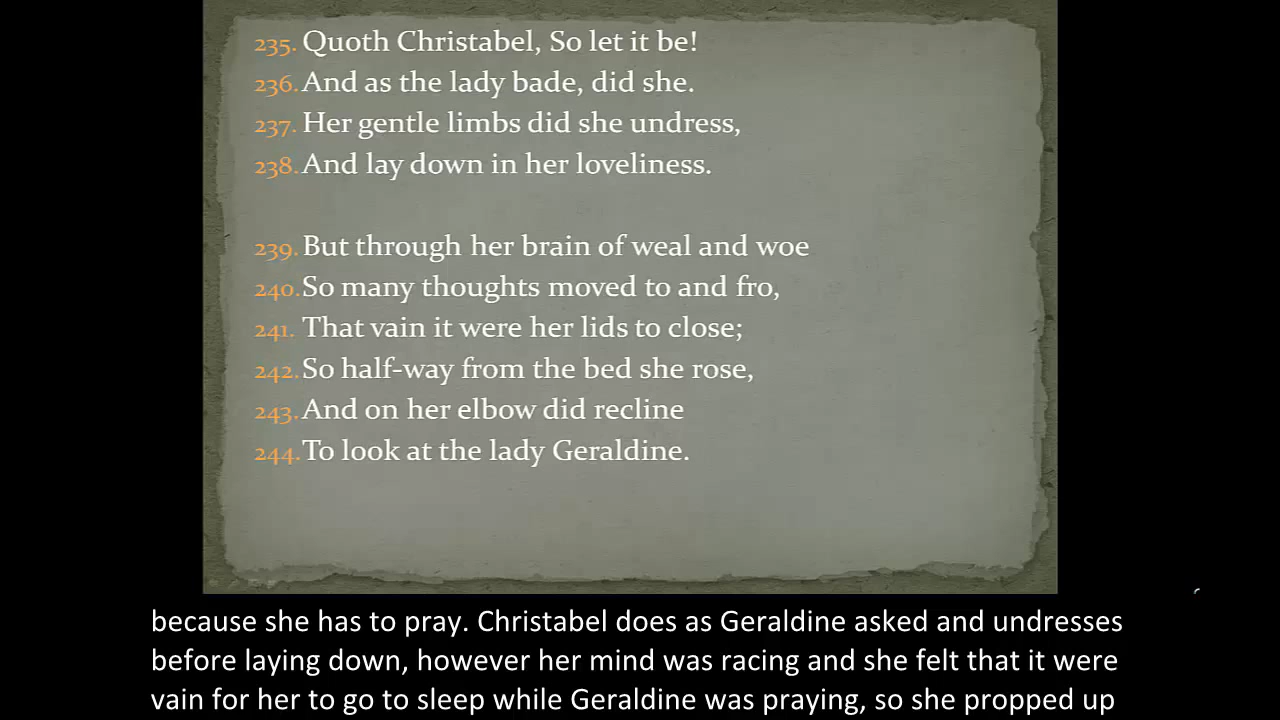 235. Quoth Christabel, So let it be!
236. And as the lady bade, did she.
237. Her gentle limbs did she undress,
238. And lay down in her loveliness.
239. But through her brain of weal and woe
240. So many thoughts moved to and fro,
241. That vain it were her lids to close;
242. So half-way from the bed she rose,
243. And on her elbow did recline
244. To look at the lady Geraldine.
because she has to pray. Christabel does as Geraldine asked and undresses
before laying down, however her mind was racing and she felt that it were
vain for her to go to sleep while Geraldine was praying, so she propped up